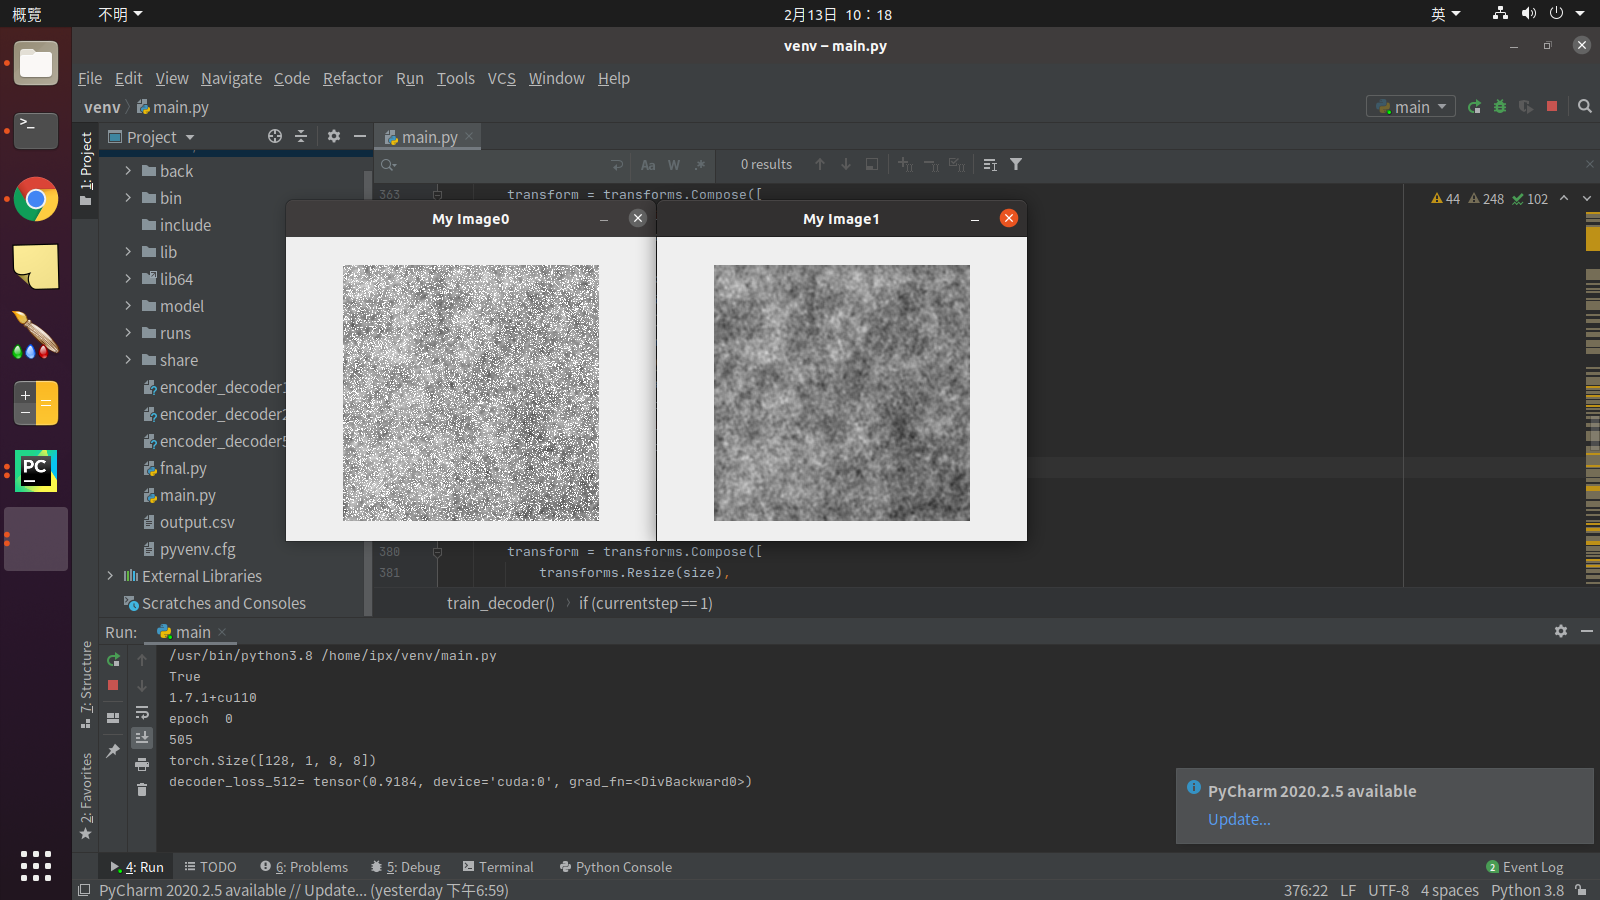 概覽
不明
2月13日 10：18
英
venv – main.py
File Edit View Navigate Code Refactor Run Tools VCS Window Help
venv main.py
main
1: Project
Project
main.py
Aa W .*
0 results
363 transform = transforms.Compose([
44 248 102
back
bin
include
lib
lib64
model
runs
share
encoder_decoder1
encoder_decoder2
encoder_decoder5
fnal.py
main.py
output.csv
pyvenv.cfg
External Libraries
Scratches and Consoles
My Image0
My Image1
380 transform = transforms.Compose([
381 transforms.Resize(size),
train_decoder() if (currentstep == 1)
Run: main
7: Structure
2: Favorites
/usr/bin/python3.8 /home/ipx/venv/main.py
True
1.7.1+cu110
epoch  0
505
torch.Size([128, 1, 8, 8])
decoder_loss_512= tensor(0.9184, device='cuda:0', grad_fn=<DivBackward0>)
PyCharm 2020.2.5 available
Update...
PC
4: Run TODO 6: Problems 5: Debug Terminal Python Console
2 Event Log
PyCharm 2020.2.5 available // Update... (yesterday 下午6:59)
376:22 LF UTF-8 4 spaces Python 3.8